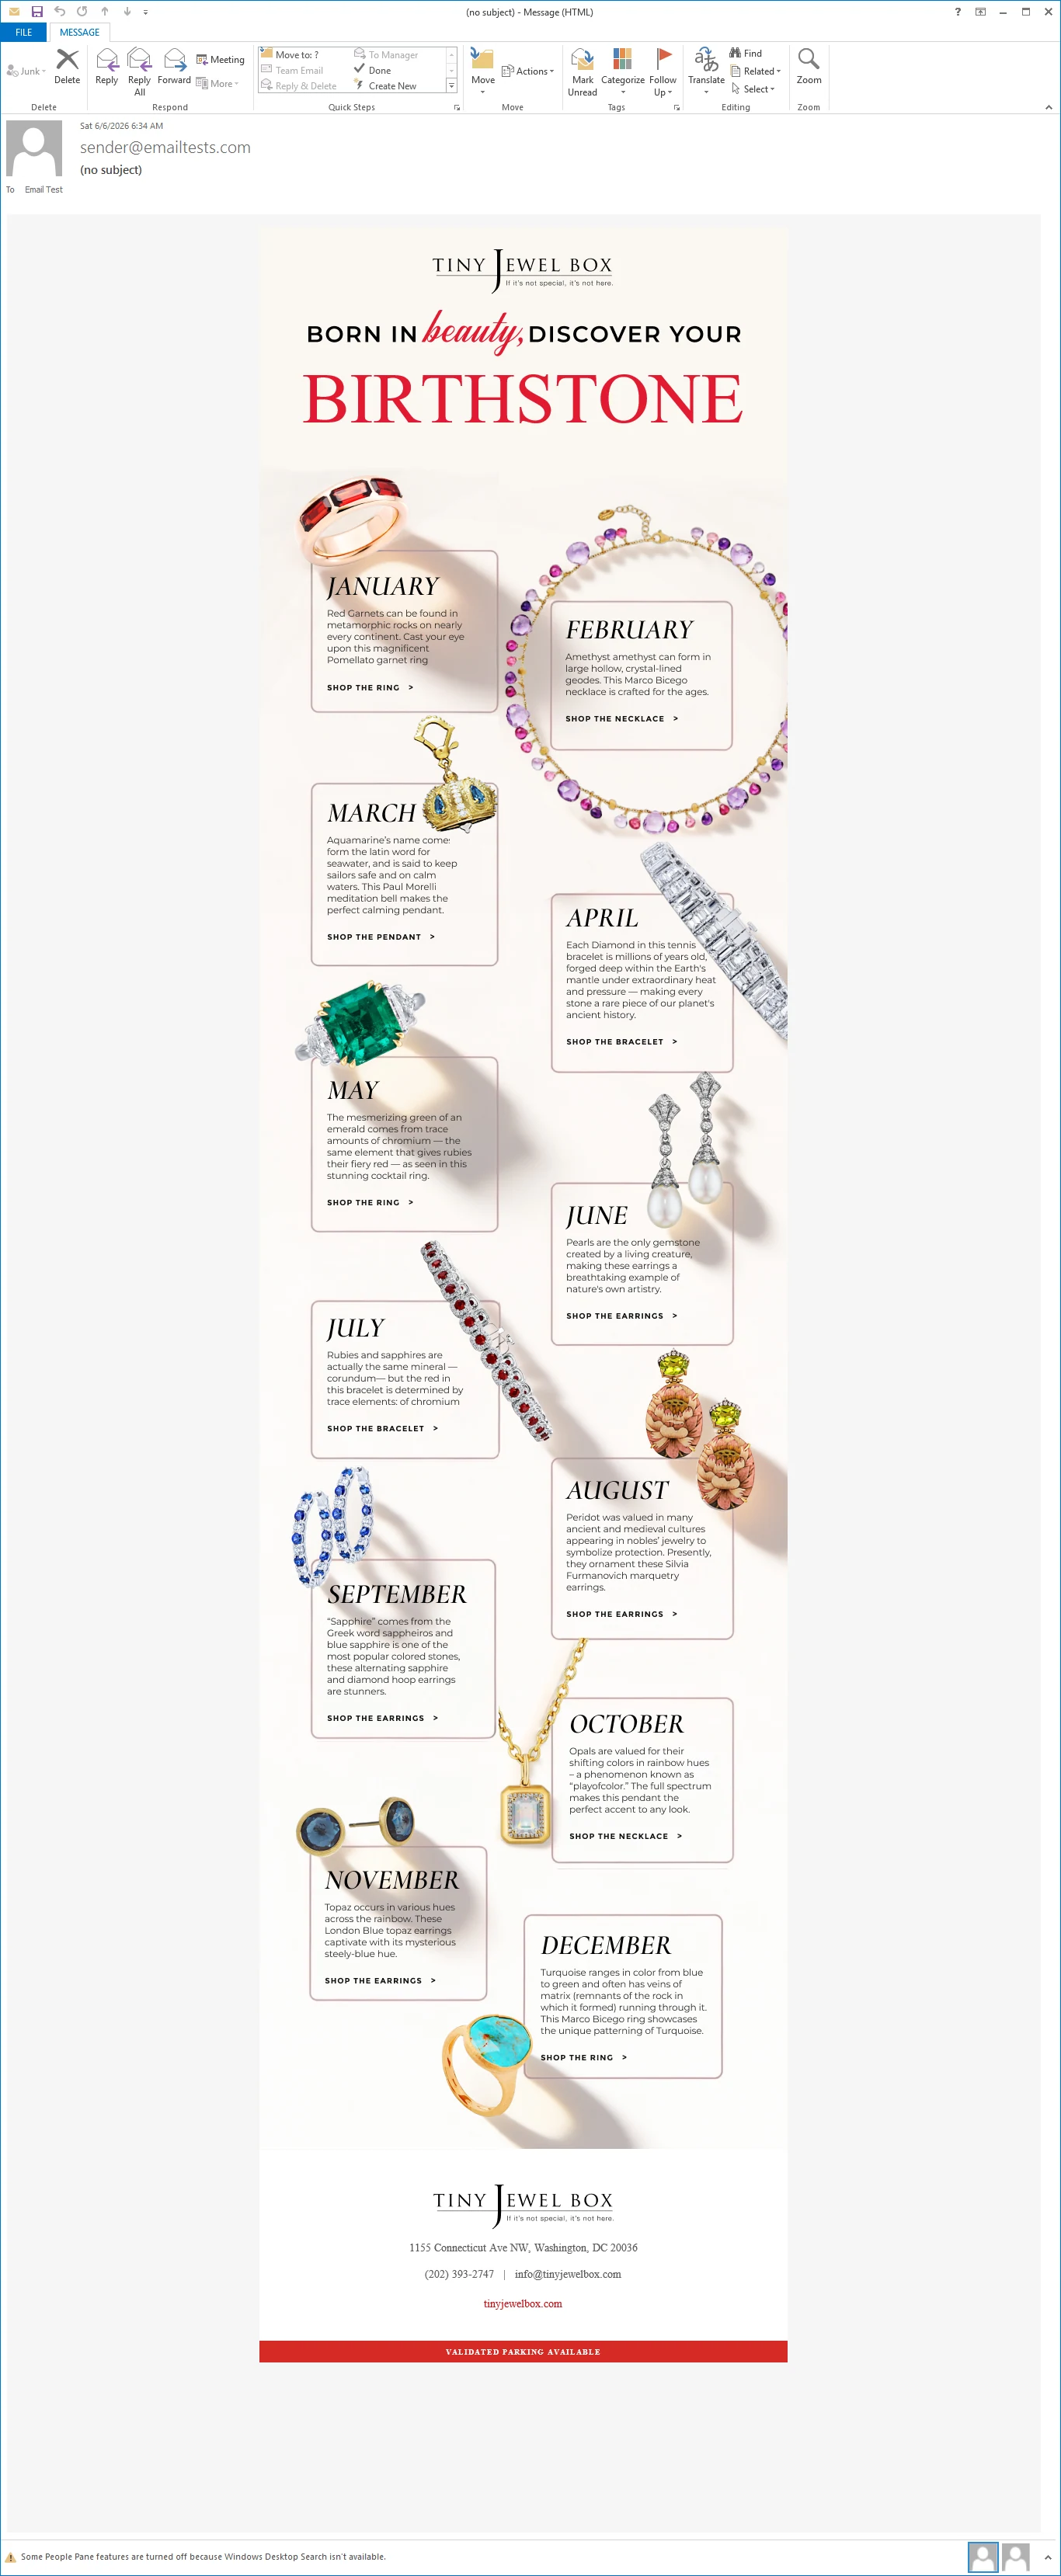 (no subject) - Message (HTML)
FILE
MESSAGE
Junk
Delete
Reply
Reply
All
Forward
Meeting
More
Move to: ?
Team Email
Reply & Delete
To Manager
Done
Create New
Move
Actions
Mark
Unread
Categorize
Follow
Up
Translate
Find
Related
Select
Zoom
Delete
Respond
Quick Steps
Move
Tags
Editing
Zoom
Sat 6/6/2026 6:34 AM
sender@emailtests.com
(no subject)
To Email Test
TINY JEWEL BOX
If it's not special, it's not here.
BORN IN beauty, DISCOVER YOUR
BIRTHSTONE
JANUARY
Red Garnets can be found in
metamorphic rocks on nearly
every continent. Cast your eye
upon this magnificent
Pomellato garnet ring
SHOP THE RING >
FEBRUARY
Amethyst amethyst can form in
large hollow, crystal-lined
geodes. This Marco Bicego
necklace is crafted for the ages.
SHOP THE NECKLACE >
MARCH
Aquamarine's name comes
form the latin word for
seawater, and is said to keep
sailors safe and on calm
waters. This Paul Morelli
meditation bell makes the
perfect calming pendant.
SHOP THE PENDANT >
APRIL
Each Diamond in this tennis
bracelet is millions of years old,
forged deep within the Earth's
mantle under extraordinary heat
and pressure — making every
stone a rare piece of our planet's
ancient history.
SHOP THE BRACELET >
MAY
The mesmerizing green of an
emerald comes from trace
amounts of chromium — the
same element that gives rubies
their fiery red — as seen in this
stunning cocktail ring.
SHOP THE RING >
JUNE
Pearls are the only gemstone
created by a living creature,
making these earrings a
breathtaking example of
nature's own artistry.
SHOP THE EARRINGS >
JULY
Rubies and sapphires are
actually the same mineral —
corundum— but the red in
this bracelet is determined by
trace elements: of chromium
SHOP THE BRACELET >
AUGUST
Peridot was valued in many
ancient and medieval cultures
appearing in nobles' jewelry to
symbolize protection. Presently,
they ornament these Silvia
Furmanovich marquetry
earrings.
SHOP THE EARRINGS >
SEPTEMBER
"Sapphire" comes from the
Greek word sappheiros and
blue sapphire is one of the
most popular colored stones,
these alternating sapphire
and diamond hoop earrings
are stunners.
SHOP THE EARRINGS >
OCTOBER
Opals are valued for their
shifting colors in rainbow hues
– a phenomenon known as
"playofcolor." The full spectrum
makes this pendant the
perfect accent to any look.
SHOP THE NECKLACE >
NOVEMBER
Topaz occurs in various hues
across the rainbow. These
London Blue topaz earrings
captivate with its mysterious
steely-blue hue.
SHOP THE EARRINGS >
DECEMBER
Turquoise ranges in color from blue
to green and often has veins of
matrix (remnants of the rock in
which it formed) running through it.
This Marco Bicego ring showcases
the unique patterning of Turquoise.
SHOP THE RING >
TINY JEWEL BOX
If it's not special, it's not here.
1155 Connecticut Ave NW, Washington, DC 20036
(202) 393-2747 | info@tinyjewelbox.com
tinyjewelbox.com
VALIDATED PARKING AVAILABLE
Some People Pane features are turned off because Windows Desktop Search isn't available.